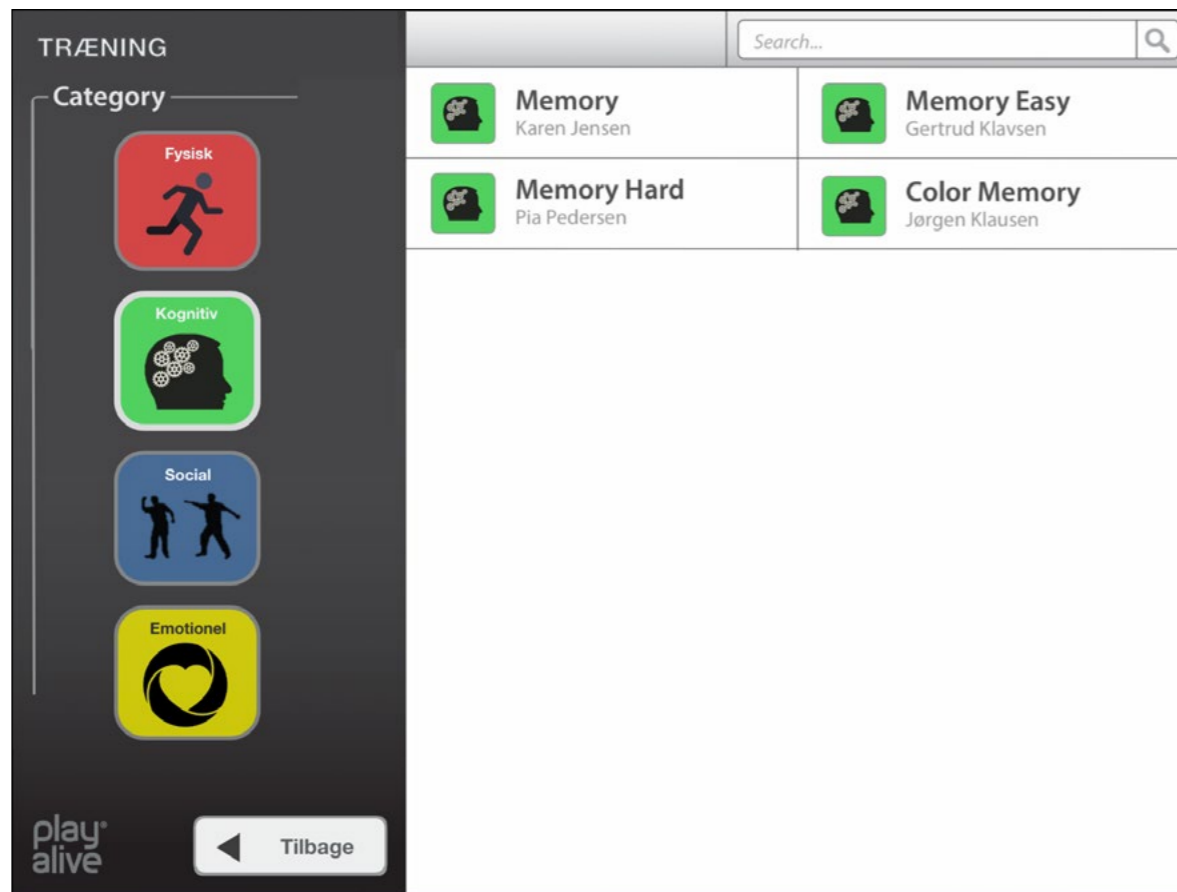 TRÆNING
Category
Fysisk
Kognitiv
Social
Emotionel
play®
alive
Tilbage
Search...
Memory
Karen Jensen
Memory Easy
Gertrud Klavsen
Memory Hard
Pia Pedersen
Color Memory
Jørgen Klausen